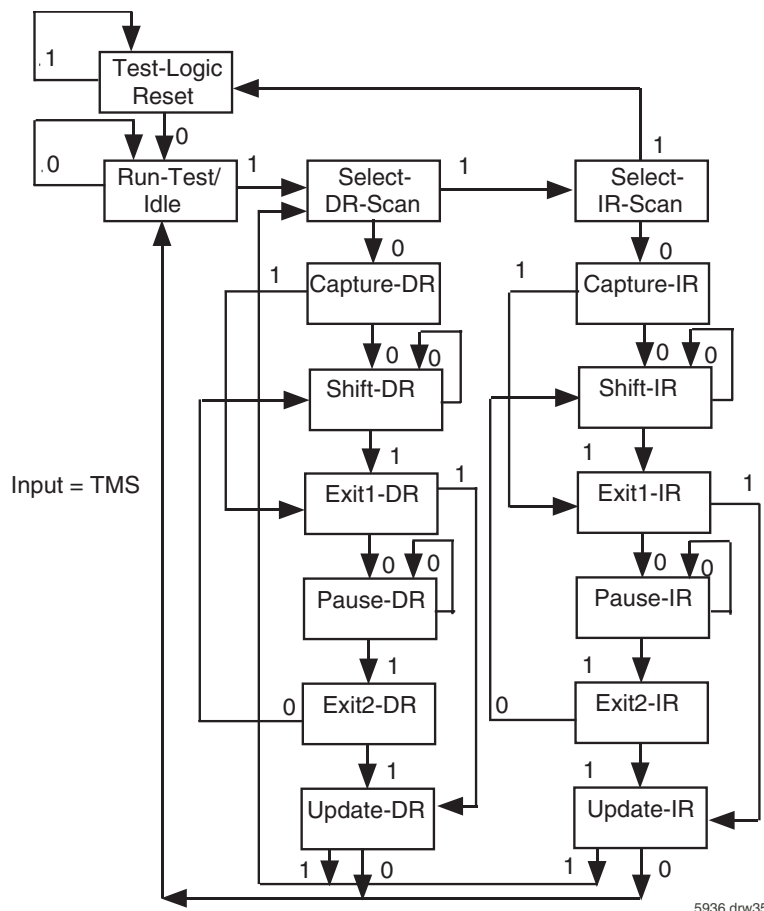 .1
Test-Logic
Reset
0
1
.0
Run-Test/
Idle
1
Select-
DR-Scan
1
Select-
IR-Scan
0
0
1
Capture-DR
1
Capture-IR
0
0
0
0
Shift-DR
Shift-IR
1
1
Input = TMS
Exit1-DR
1
Exit1-IR
1
0
0
0
0
Pause-DR
Pause-IR
1
1
0
Exit2-DR
0
Exit2-IR
1
1
Update-DR
Update-IR
1
0
1
0
5936 drw35